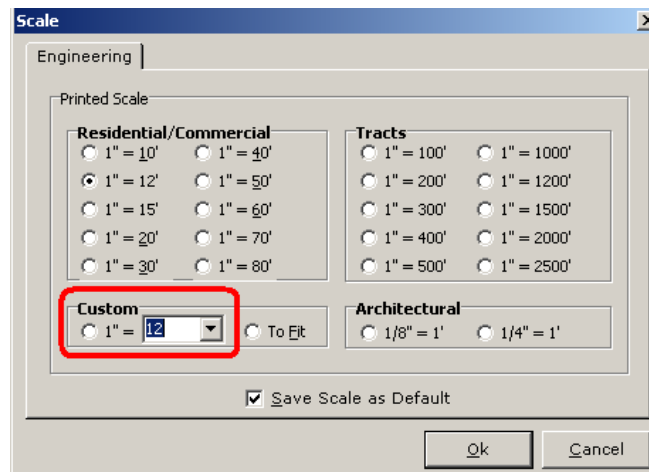 Scale
Engineering
Printed Scale
Residential/Commercial
1" = 10' 1" = 40'
1" = 12' 1" = 50'
1" = 15' 1" = 60'
1" = 20' 1" = 70'
1" = 30' 1" = 80'
Tracts
1" = 100' 1" = 1000'
1" = 200' 1" = 1200'
1" = 300' 1" = 1500'
1" = 400' 1" = 2000'
1" = 500' 1" = 2500'
Custom
1" = 12 To Fit
Architectural
1/8" = 1' 1/4" = 1'
Save Scale as Default
Ok Cancel